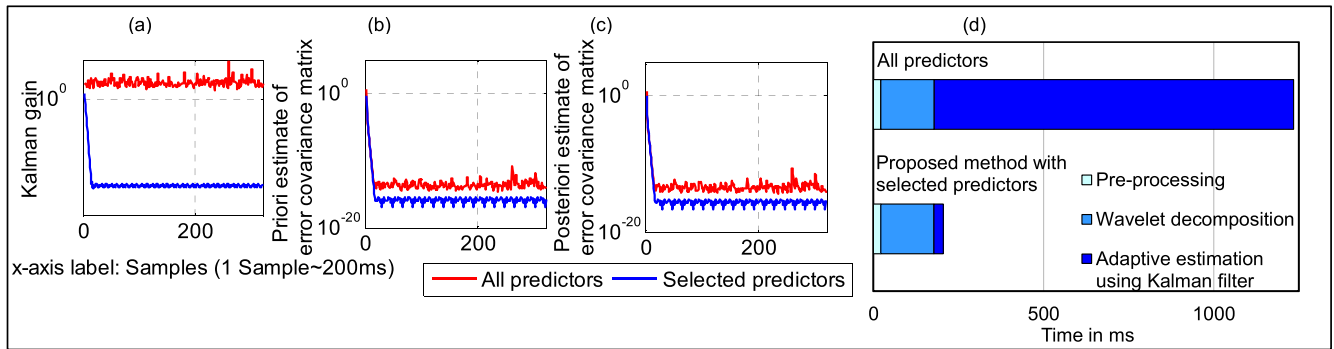 (a)
Kalman gain
10^0
0
200
(b)
Priori estimate of
error covariance matrix
10^0
10^-20
0
200
(c)
Posteriori estimate of
error covariance matrix
10^0
10^-20
0
200
x-axis label: Samples (1 Sample~200ms)
All predictors
Selected predictors
(d)
All predictors
Proposed method with
selected predictors
Pre-processing
Wavelet decomposition
Adaptive estimation
using Kalman filter
0
500
1000
Time in ms